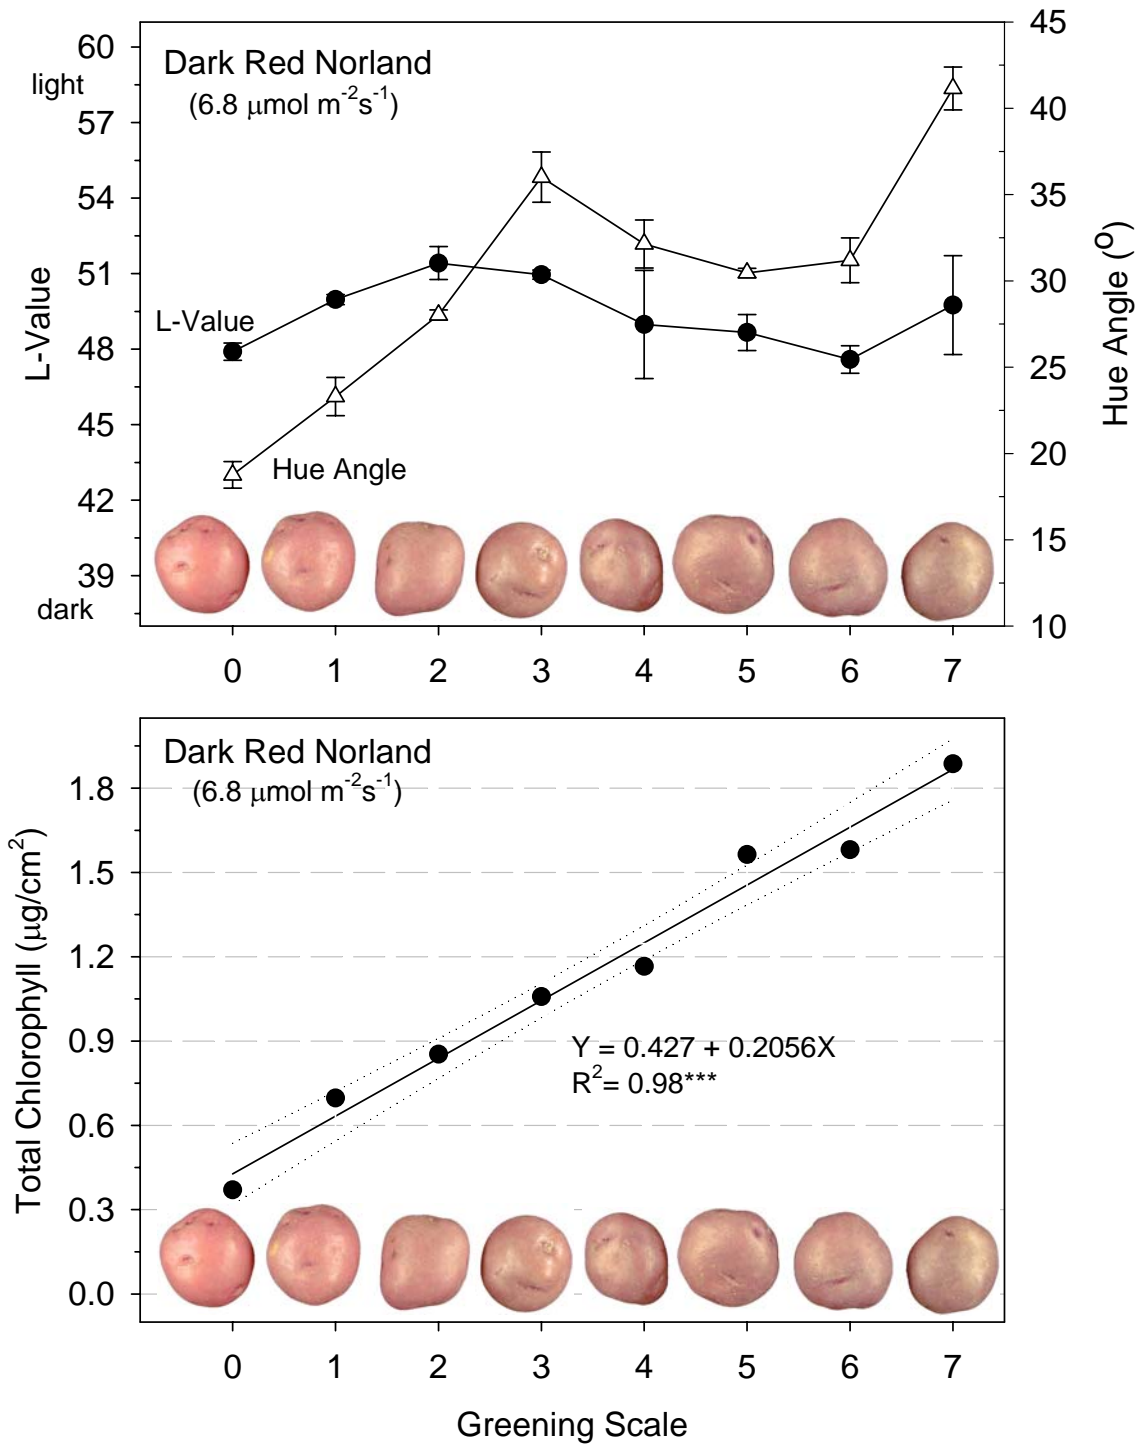 Dark Red Norland
(6.8 μmol m⁻²s⁻¹)
60
light
57
54
51
48
45
42
39
dark
L-Value
L-Value
Hue Angle
45
40
35
30
25
20
15
10
Hue Angle (º)
0 1 2 3 4 5 6 7
Dark Red Norland
(6.8 μmol m⁻²s⁻¹)
1.8
1.5
1.2
0.9
0.6
0.3
0.0
Total Chlorophyll (μg/cm²)
Y = 0.427 + 0.2056X
R²= 0.98***
0 1 2 3 4 5 6 7
Greening Scale